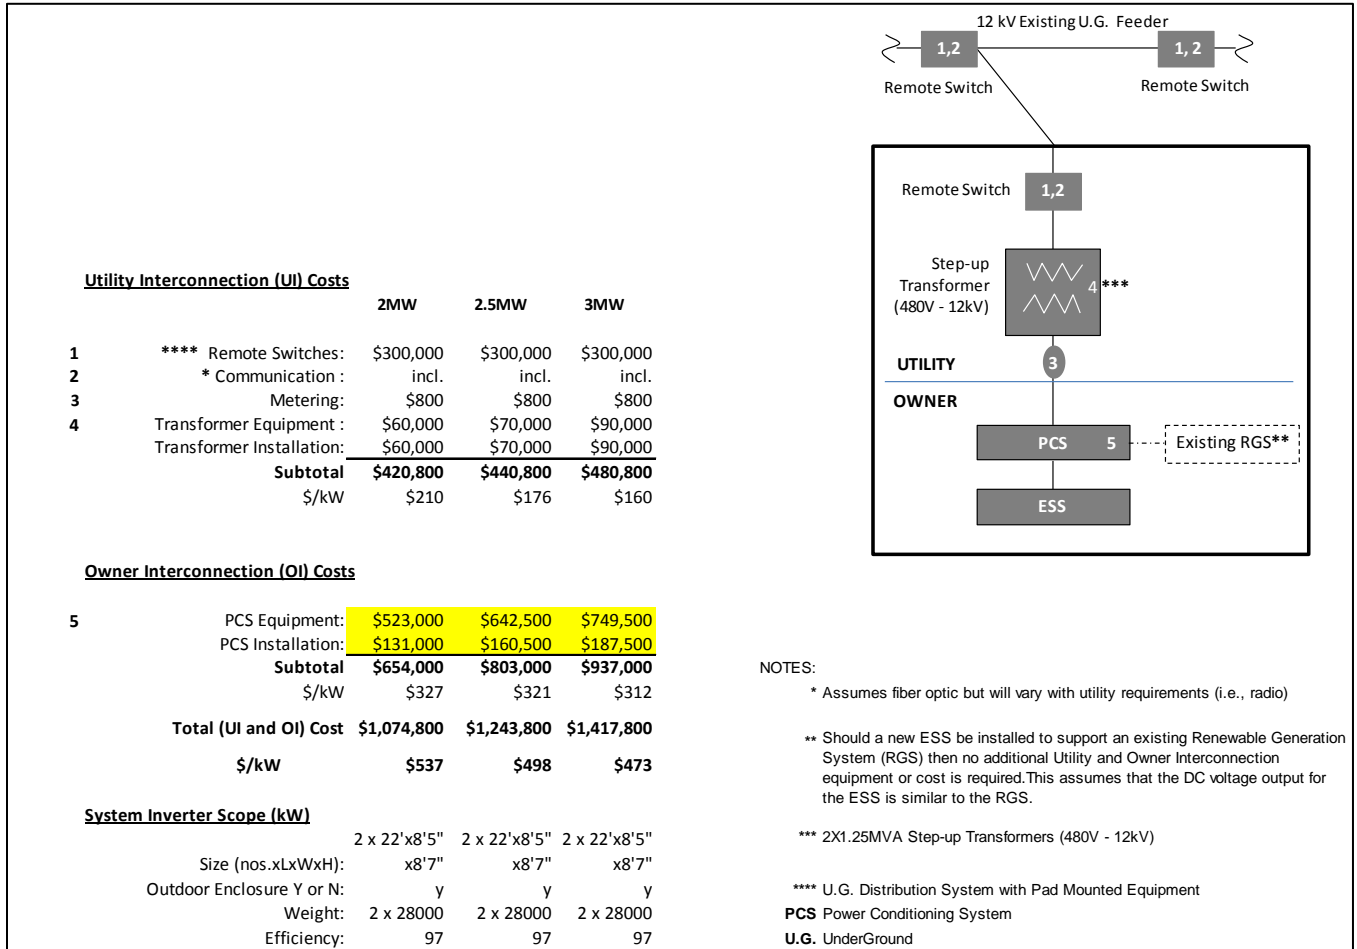 12 kV Existing U.G. Feeder
1,2
1, 2
Remote Switch
Remote Switch
Remote Switch
1,2
Step-up
Transformer
(480V - 12kV)
4
***
UTILITY
3
OWNER
PCS 5
Existing RGS**
ESS
Utility Interconnection (UI) Costs
2MW 2.5MW 3MW
1 **** Remote Switches: $300,000 $300,000 $300,000
2 * Communication : incl. incl. incl.
3 Metering: $800 $800 $800
4 Transformer Equipment : $60,000 $70,000 $90,000
Transformer Installation: $60,000 $70,000 $90,000
Subtotal $420,800 $440,800 $480,800
$/kW $210 $176 $160
Owner Interconnection (OI) Costs
5 PCS Equipment: $523,000 $642,500 $749,500
PCS Installation: $131,000 $160,500 $187,500
Subtotal $654,000 $803,000 $937,000
$/kW $327 $321 $312
Total (UI and OI) Cost $1,074,800 $1,243,800 $1,417,800
$/kW $537 $498 $473
System Inverter Scope (kW)
2 x 22'x8'5" 2 x 22'x8'5" 2 x 22'x8'5"
Size (nos.xLxWxH): x8'7" x8'7" x8'7"
Outdoor Enclosure Y or N: y y y
Weight: 2 x 28000 2 x 28000 2 x 28000
Efficiency: 97 97 97
NOTES:
* Assumes fiber optic but will vary with utility requirements (i.e., radio)
** Should a new ESS be installed to support an existing Renewable Generation
System (RGS) then no additional Utility and Owner Interconnection
equipment or cost is required.This assumes that the DC voltage output for
the ESS is similar to the RGS.
*** 2X1.25MVA Step-up Transformers (480V - 12kV)
**** U.G. Distribution System with Pad Mounted Equipment
PCS Power Conditioning System
U.G. UnderGround